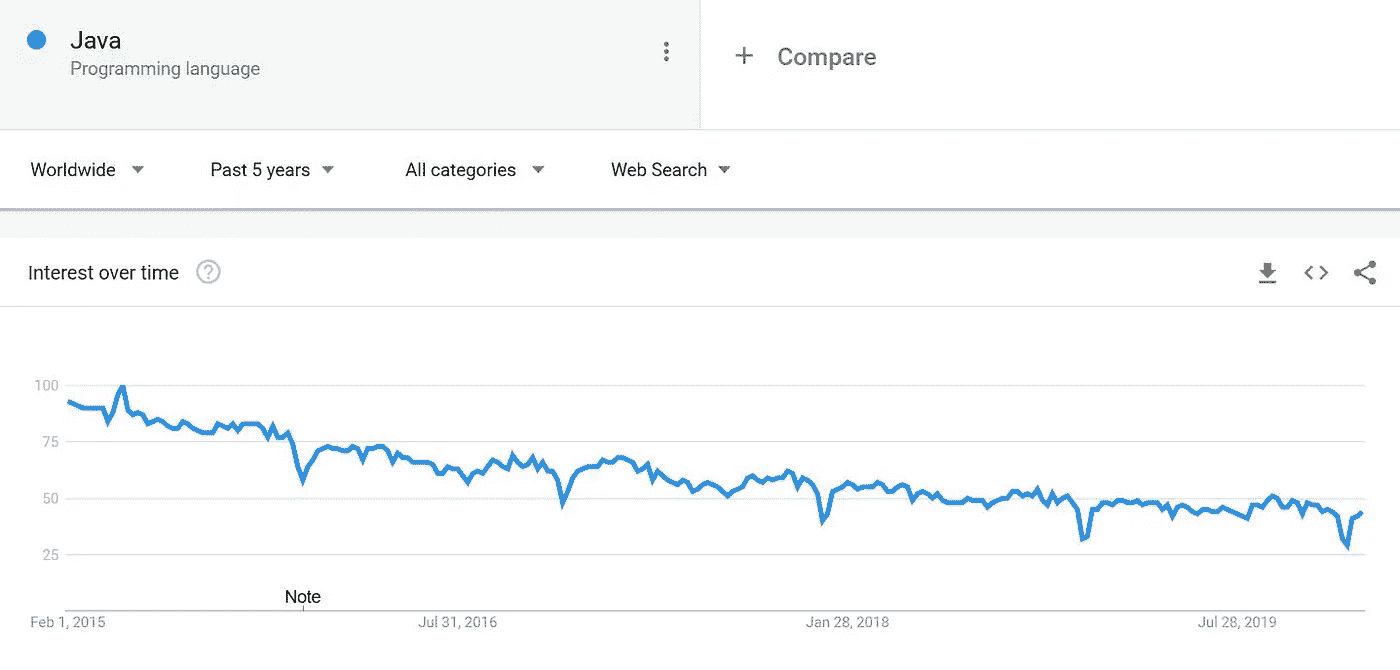 Java
Programming language
+ Compare
Worldwide
Past 5 years
All categories
Web Search
Interest over time ?
100
75
50
25
Note
Feb 1, 2015
Jul 31, 2016
Jan 28, 2018
Jul 28, 2019